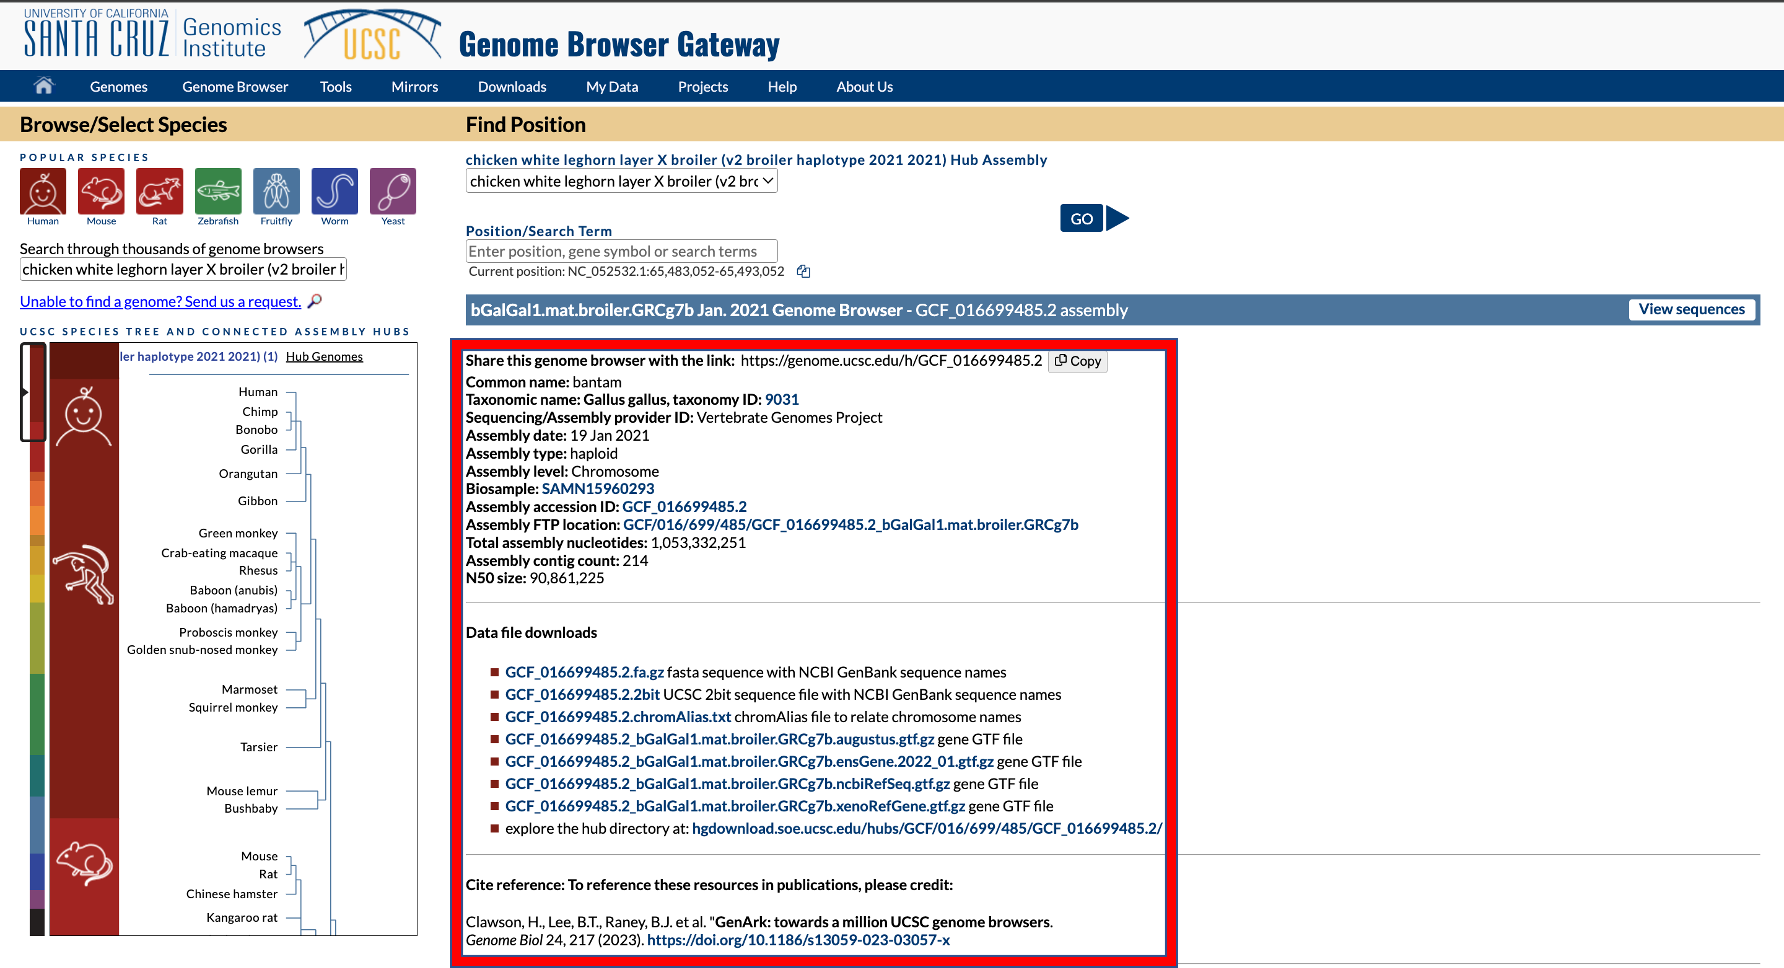 UNIVERSITY OF CALIFORNIA
SANTA CRUZ
Genomics
Institute
UCSC
Genome Browser Gateway
Genomes
Genome Browser
Tools
Mirrors
Downloads
My Data
Projects
Help
About Us
Browse/Select Species
POPULAR SPECIES
Human
Mouse
Rat
Zebrafish
Fruitfly
Worm
Yeast
Search through thousands of genome browsers
chicken white leghorn layer X broiler (v2 broiler h
Unable to find a genome? Send us a request.
UCSC SPECIES TREE AND CONNECTED ASSEMBLY HUBS
ler haplotype 2021 2021) (1)
Hub Genomes
Human
Chimp
Bonobo
Gorilla
Orangutan
Gibbon
Green monkey
Crab-eating macaque
Rhesus
Baboon (anubis)
Baboon (hamadryas)
Proboscis monkey
Golden snub-nosed monkey
Marmoset
Squirrel monkey
Tarsier
Mouse lemur
Bushbaby
Mouse
Rat
Chinese hamster
Kangaroo rat
Find Position
chicken white leghorn layer X broiler (v2 broiler haplotype 2021 2021) Hub Assembly
chicken white leghorn layer X broiler (v2 brc
GO
Position/Search Term
Enter position, gene symbol or search terms
Current position: NC_052532.1:65,483,052-65,493,052
bGalGal1.mat.broiler.GRCg7b Jan. 2021 Genome Browser - GCF_016699485.2 assembly
View sequences
Share this genome browser with the link: https://genome.ucsc.edu/h/GCF_016699485.2 Copy
Common name: bantam
Taxonomic name: Gallus gallus, taxonomy ID: 9031
Sequencing/Assembly provider ID: Vertebrate Genomes Project
Assembly date: 19 Jan 2021
Assembly type: haploid
Assembly level: Chromosome
Biosample: SAMN15960293
Assembly accession ID: GCF_016699485.2
Assembly FTP location: GCF/016/699/485/GCF_016699485.2_bGalGal1.mat.broiler.GRCg7b
Total assembly nucleotides: 1,053,332,251
Assembly contig count: 214
N50 size: 90,861,225
Data file downloads
GCF_016699485.2.fa.gz fasta sequence with NCBI GenBank sequence names
GCF_016699485.2.2bit UCSC 2bit sequence file with NCBI GenBank sequence names
GCF_016699485.2.chromAlias.txt chromAlias file to relate chromosome names
GCF_016699485.2_bGalGal1.mat.broiler.GRCg7b.augustus.gtf.gz gene GTF file
GCF_016699485.2_bGalGal1.mat.broiler.GRCg7b.ensGene.2022_01.gtf.gz gene GTF file
GCF_016699485.2_bGalGal1.mat.broiler.GRCg7b.ncbiRefSeq.gtf.gz gene GTF file
GCF_016699485.2_bGalGal1.mat.broiler.GRCg7b.xenoRefGene.gtf.gz gene GTF file
explore the hub directory at: hgdownload.soe.ucsc.edu/hubs/GCF/016/699/485/GCF_016699485.2/
Cite reference: To reference these resources in publications, please credit:
Clawson, H., Lee, B.T., Raney, B.J. et al. "GenArk: towards a million UCSC genome browsers.
Genome Biol 24, 217 (2023). https://doi.org/10.1186/s13059-023-03057-x